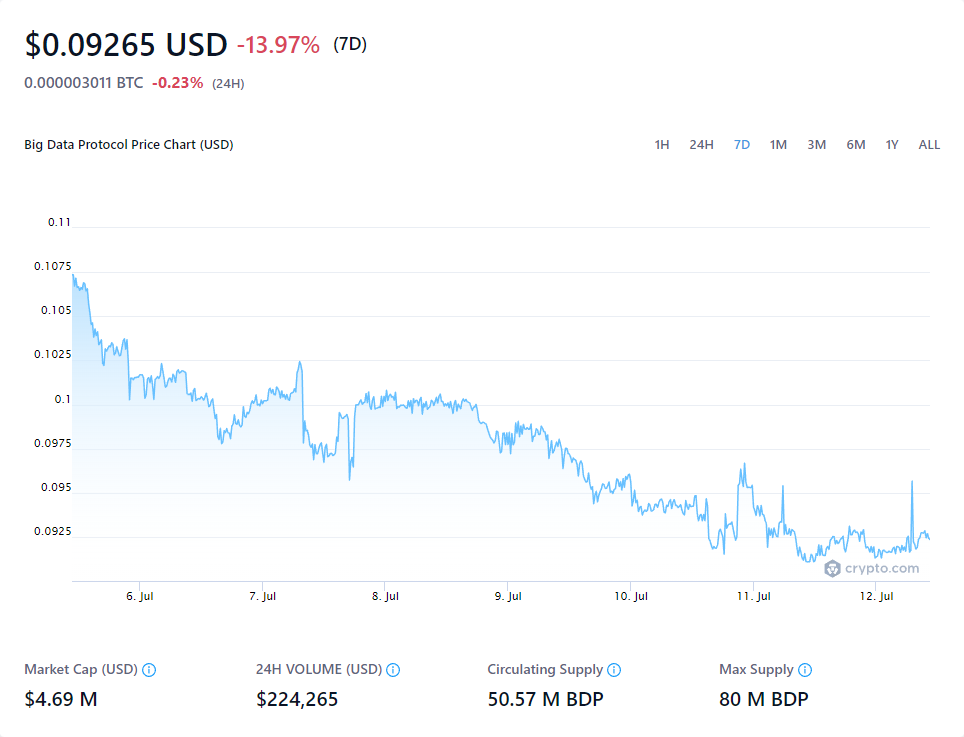 $0.09265 USD -13.97% (7D)
0.000003011 BTC -0.23% (24H)
Big Data Protocol Price Chart (USD)
1H 24H 7D 1M 3M 6M 1Y ALL
0.11
0.1075
0.105
0.1025
0.1
0.0975
0.095
0.0925
crypto.com
6. Jul 7. Jul 8. Jul 9. Jul 10. Jul 11. Jul 12. Jul
Market Cap (USD) 24H VOLUME (USD) Circulating Supply Max Supply
$4.69 M $224,265 50.57 M BDP 80 M BDP